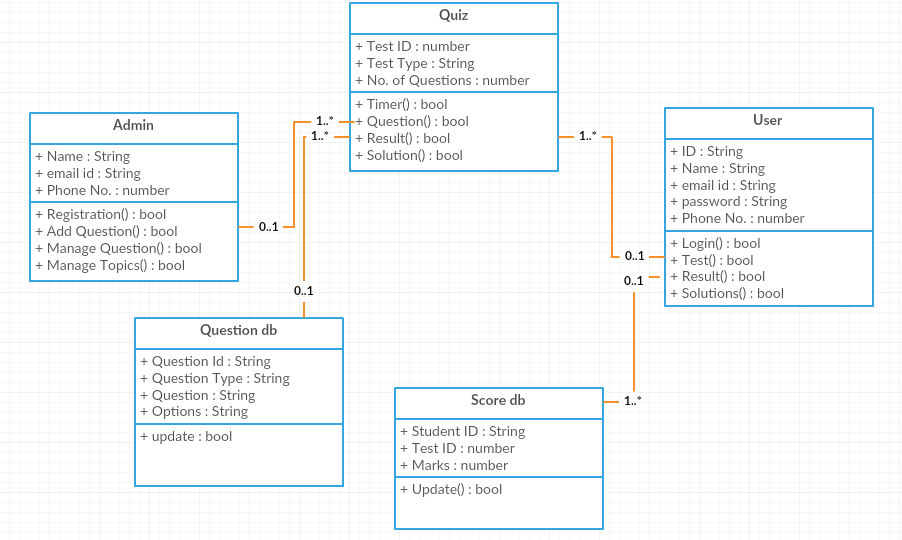 Quiz
+ Test ID : number
+ Test Type : String
+ No. of Questions : number
+ Timer() : bool
+ Question() : bool
+ Result() : bool
+ Solution() : bool
Admin
+ Name : String
+ email id : String
+ Phone No. : number
+ Registration() : bool
+ Add Question() : bool
+ Manage Question() : bool
+ Manage Topics() : bool
1..*
1..*
0..1
0..1
1..*
User
+ ID : String
+ Name : String
+ email id : String
+ password : String
+ Phone No. : number
+ Login() : bool
+ Test() : bool
+ Result() : bool
+ Solutions() : bool
0..1
0..1
1..*
Question db
+ Question Id : String
+ Question Type : String
+ Question : String
+ Options : String
+ update : bool
Score db
+ Student ID : String
+ Test ID : number
+ Marks : number
+ Update() : bool